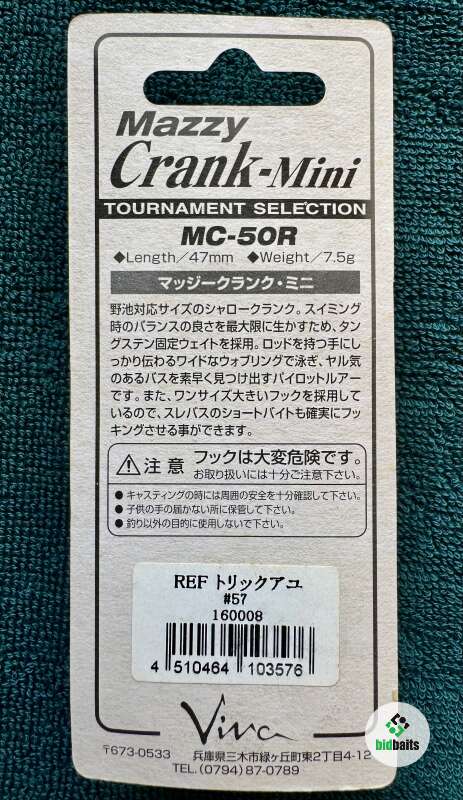 Mazzy
Crank-Mini
TOURNAMENT SELECTION
MC-50R
◆Length/47mm ◆Weight/7.5g
マッジークランク・ミニ
野池対応サイズのシャロークランク。スイミング
時のバランスの良さを最大限に生かすため、タング
ステン固定ウェイトを採用。ロッドを持つ手にし
っかり伝わるワイドなウォブリングで泳ぎ、ヤル気
のあるバスを素早く見つけ出すパイロットルアー
です。また、ワンサイズ大きいフックを採用して
いるので、スレバスのショートバイトも確実にフッ
キングさせる事ができます。
注意 フックは大変危険です。
お取り扱いには十分ご注意下さい。
● キャスティングの時には周囲の安全を十分確認して下さい。
● 子供の手の届かない所に保管して下さい。
● 釣り以外の目的に使用しないで下さい。
REF トリックアユ
#57
160008
4 510464 103576
Viva
〒673-0533 兵庫県三木市緑ヶ丘町東2丁目4-12
TEL.(0794)87-0789
bidbaits